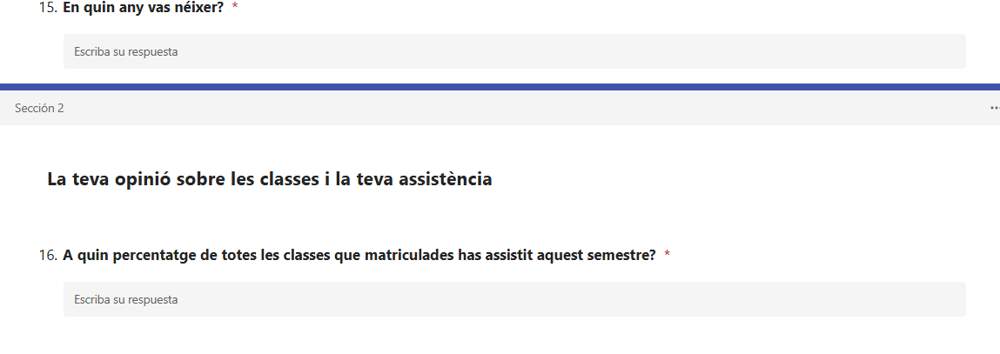 15. En quin any vas néixer? *
Escriba su respuesta
Sección 2
La teva opinió sobre les classes i la teva assistència
16. A quin percentatge de totes les classes que matriculades has assistit aquest semestre? *
Escriba su respuesta